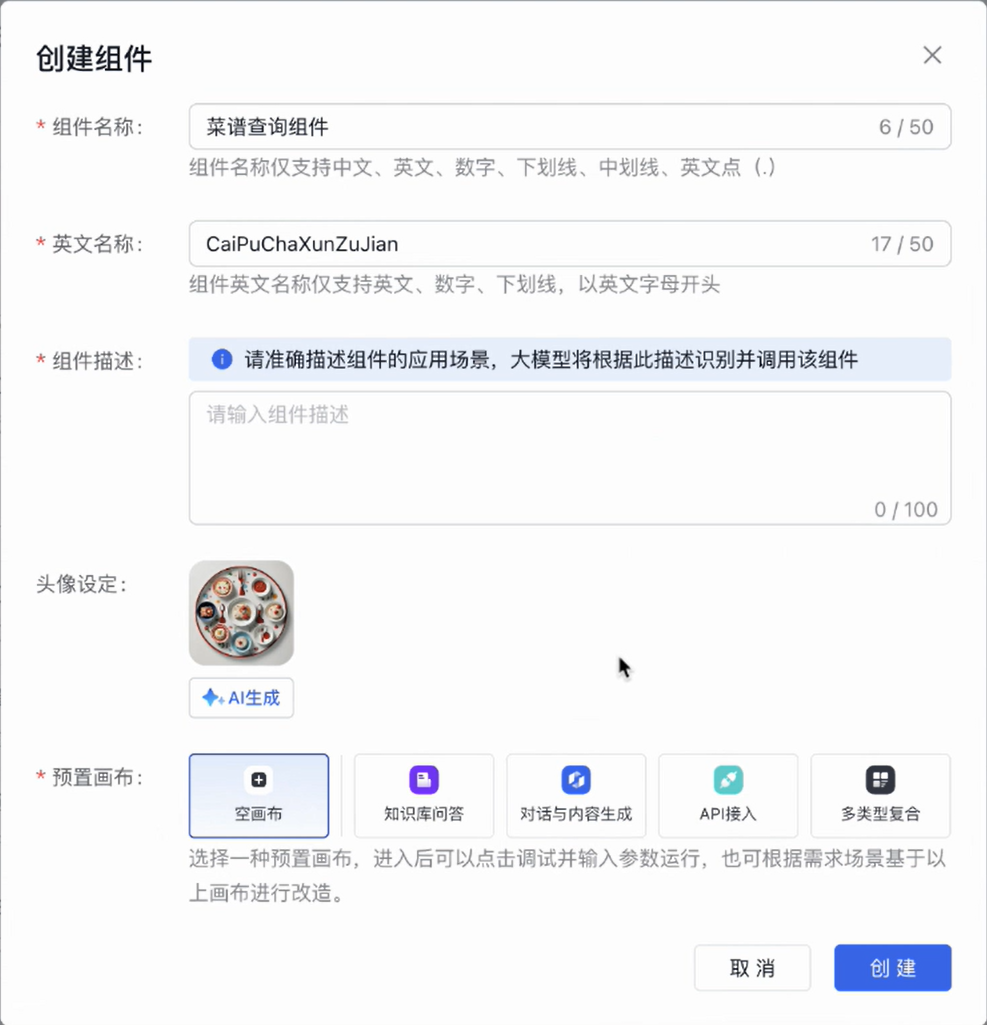 创建组件
* 组件名称：
菜谱查询组件 6 / 50
组件名称仅支持中文、英文、数字、下划线、中划线、英文点（.）
* 英文名称：
CaiPuChaXunZuJian 17 / 50
组件英文名称仅支持英文、数字、下划线，以英文字母开头
* 组件描述：
请准确描述组件的应用场景，大模型将根据此描述识别并调用该组件
请输入组件描述
0 / 100
头像设定：
AI生成
* 预置画布：
空画布 知识库问答 对话与内容生成 API接入 多类型复合
选择一种预置画布，进入后可以点击调试并输入参数运行，也可根据需求场景基于以
上画布进行改造。
取 消 创 建